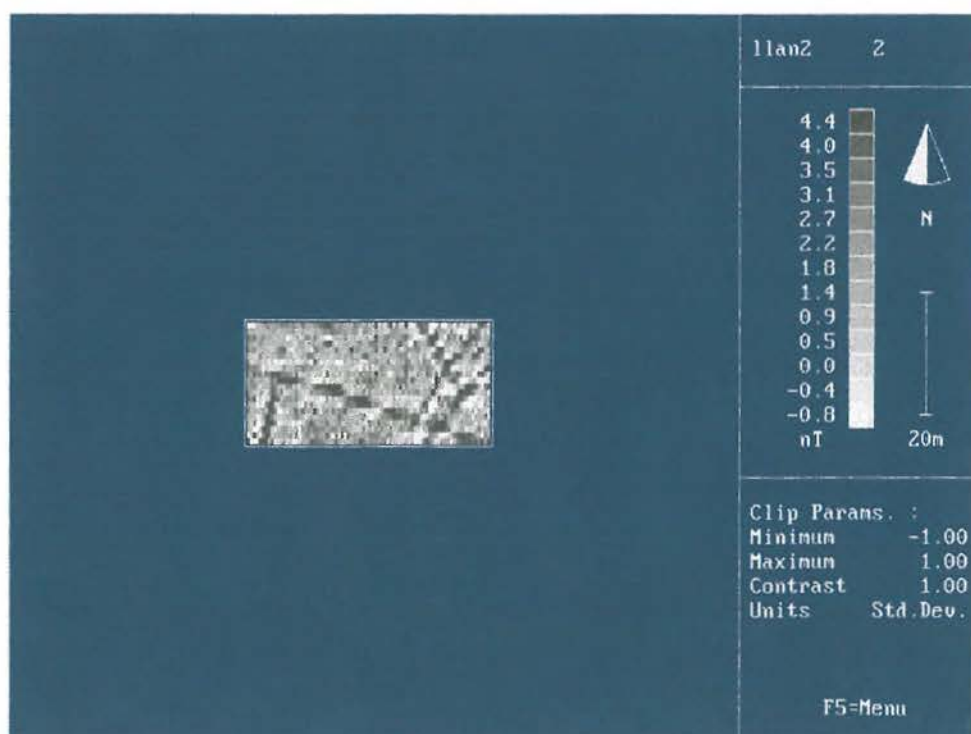 llan2 2
4.4
4.0
3.5
3.1
2.7
2.2
1.8
1.4
0.9
0.5
0.0
-0.4
-0.8
nT
N
20m
Clip Params. :
Minimum -1.00
Maximum 1.00
Contrast 1.00
Units Std.Dev.
F5=Menu